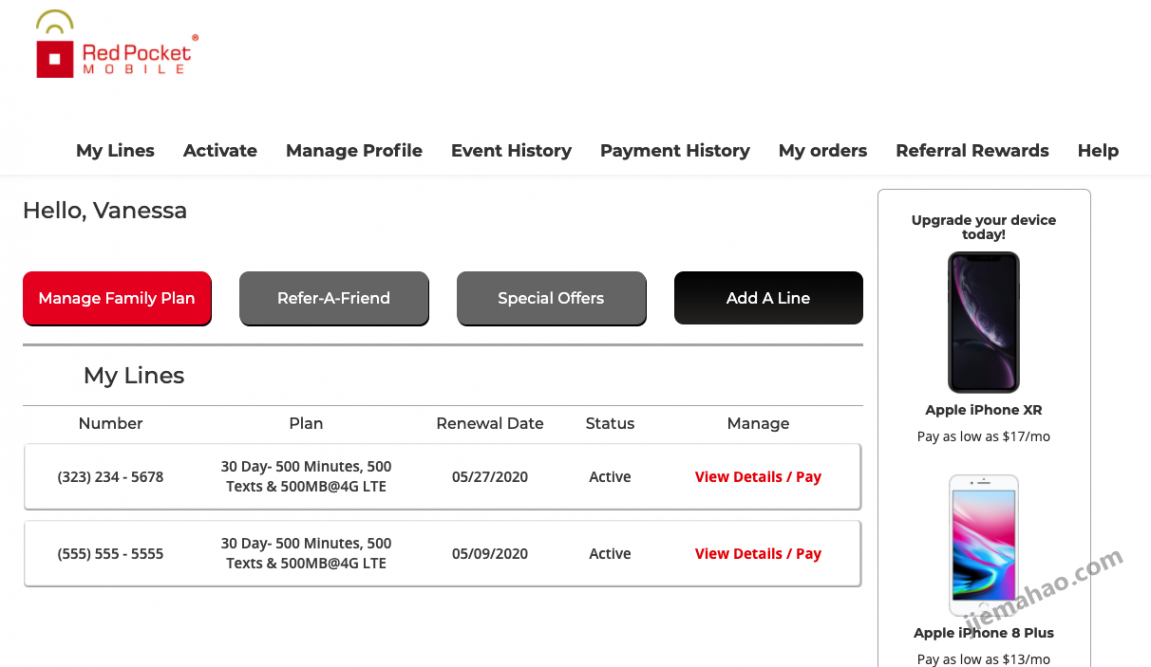 Red Pocket®
MOBILE
My Lines Activate Manage Profile Event History Payment History My orders Referral Rewards Help
Hello, Vanessa
Manage Family Plan Refer-A-Friend Special Offers Add A Line
My Lines
Number Plan Renewal Date Status Manage
(323) 234 - 5678 30 Day- 500 Minutes, 500 05/27/2020 Active View Details / Pay
Texts & 500MB@4G LTE
(555) 555 - 5555 30 Day- 500 Minutes, 500 05/09/2020 Active View Details / Pay
Texts & 500MB@4G LTE
Upgrade your device
today!
Apple iPhone XR
Pay as low as $17/mo
Apple iPhone 8 Plus
Pay as low as $13/mo
jiemahao.com